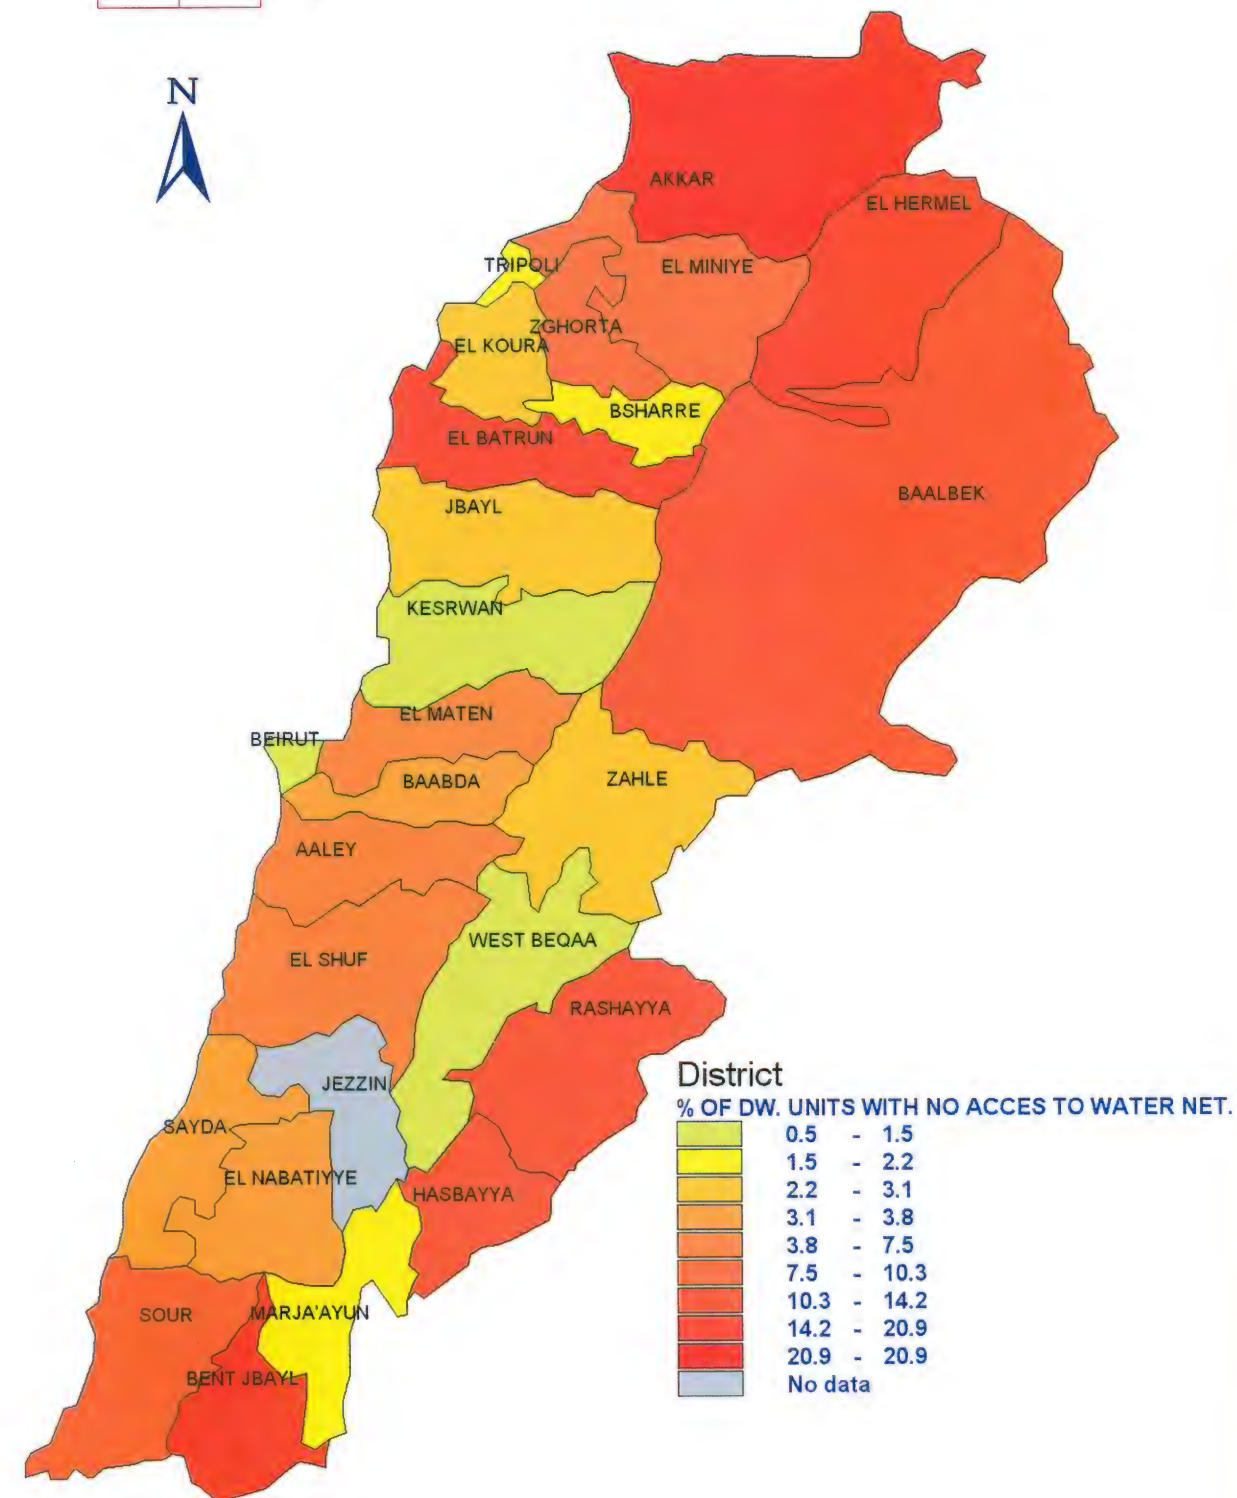 N
AKKAR
EL HERMEL
TRIPOLI
EL MINIYE
ZGHORTA
EL KOURA
BSHARRE
EL BATRUN
BAALBEK
JBAYL
KESRWAN
EL MATEN
BEIRUT
BAABDA
ZAHLE
AALEY
WEST BEQAA
EL SHUF
RASHAYYA
JEZZIN
SAYDA
EL NABATIYYE
HASBAYYA
SOUR
MARJA'AYUN
BENT JBAYL
District
% OF DW. UNITS WITH NO ACCES TO WATER NET.
0.5 - 1.5
1.5 - 2.2
2.2 - 3.1
3.1 - 3.8
3.8 - 7.5
7.5 - 10.3
10.3 - 14.2
14.2 - 20.9
20.9 - 20.9
No data